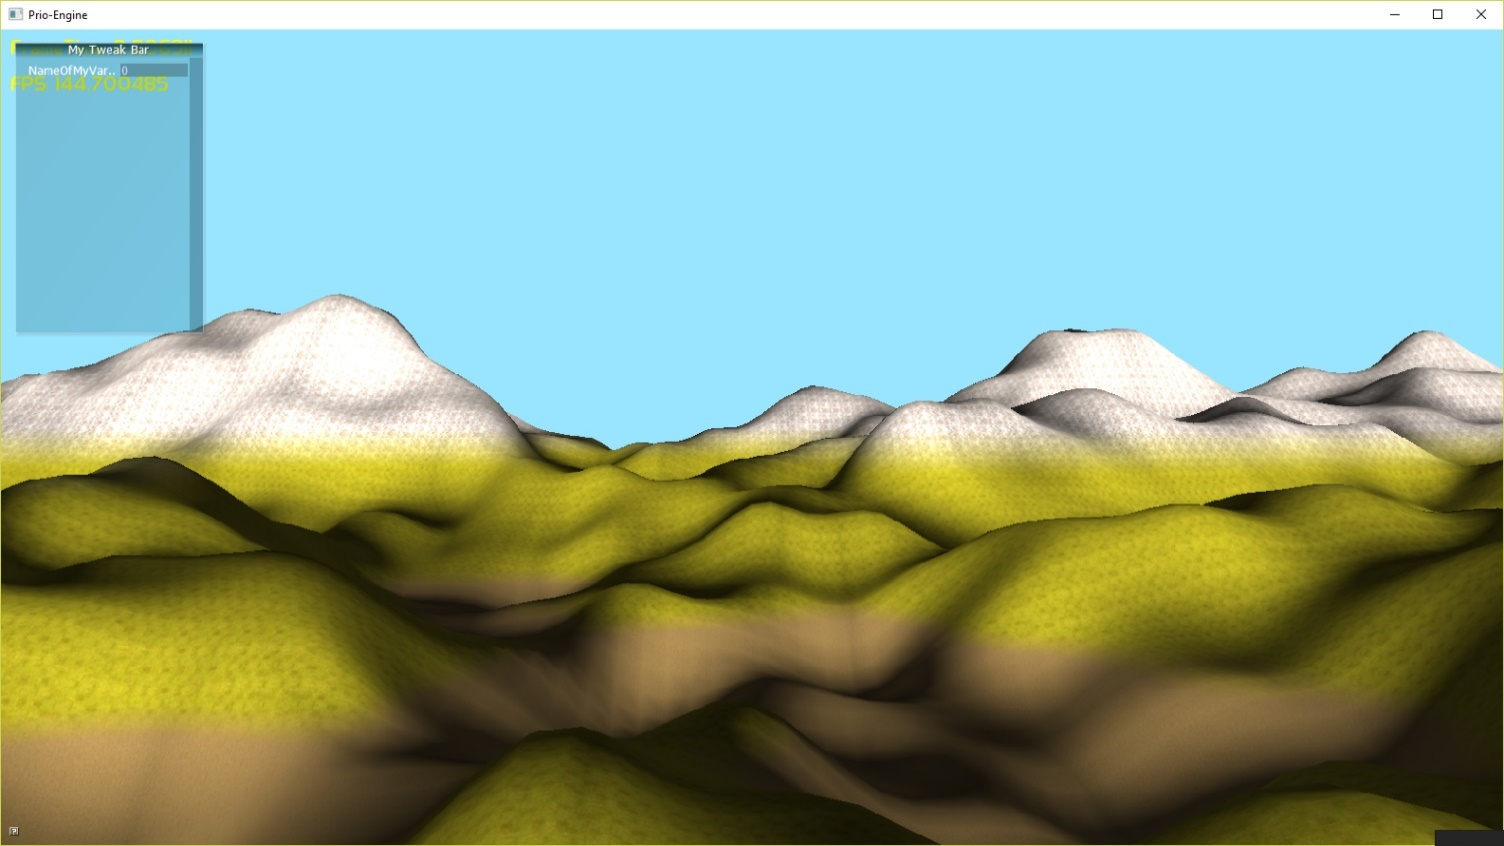 Prio-Engine
My Tweak Bar
NameOfMyVar.. 0
FPS 144.700485